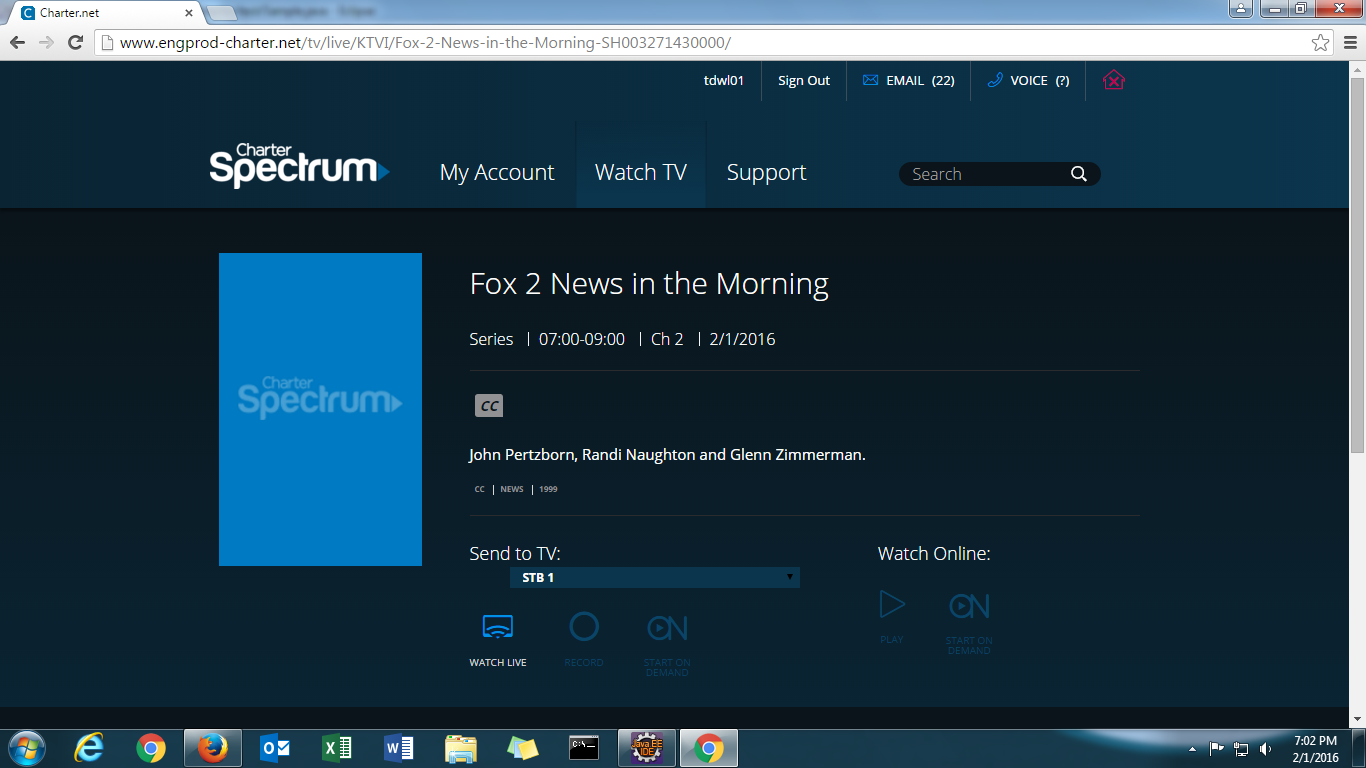 Charter.net
www.engprod-charter.net/tv/live/KTVI/Fox-2-News-in-the-Morning-SH003271430000/
tdwl01 Sign Out EMAIL (22) VOICE (?)
Charter
Spectrum
My Account Watch TV Support Search
Fox 2 News in the Morning
Series | 07:00-09:00 | Ch 2 | 2/1/2016
Charter
Spectrum
CC
John Pertzborn, Randi Naughton and Glenn Zimmerman.
CC | NEWS | 1999
Send to TV:
STB 1
WATCH LIVE
RECORD
ON
START ON
DEMAND
Watch Online:
PLAY
ON
START ON
DEMAND
Java EE
IDE
7:02 PM
2/1/2016